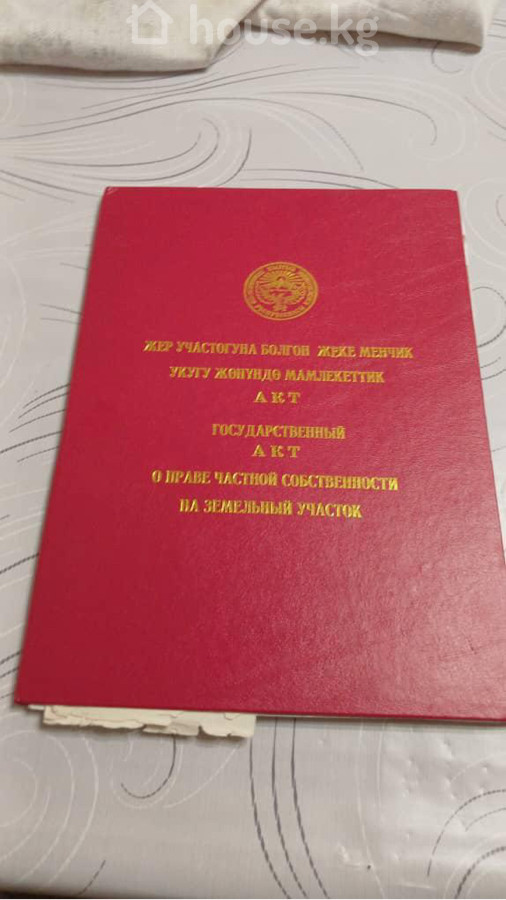 house.kg
ЖЕР УЧАСТОГУНА БОЛГОН ЖЕКЕ МЕНЧИК
УКУГУ ЖӨНҮНДӨ МАМЛЕКЕТТИК
АКТ
ГОСУДАРСТВЕННЫЙ
АКТ
О ПРАВЕ ЧАСТНОЙ СОБСТВЕННОСТИ
НА ЗЕМЕЛЬНЫЙ УЧАСТОК